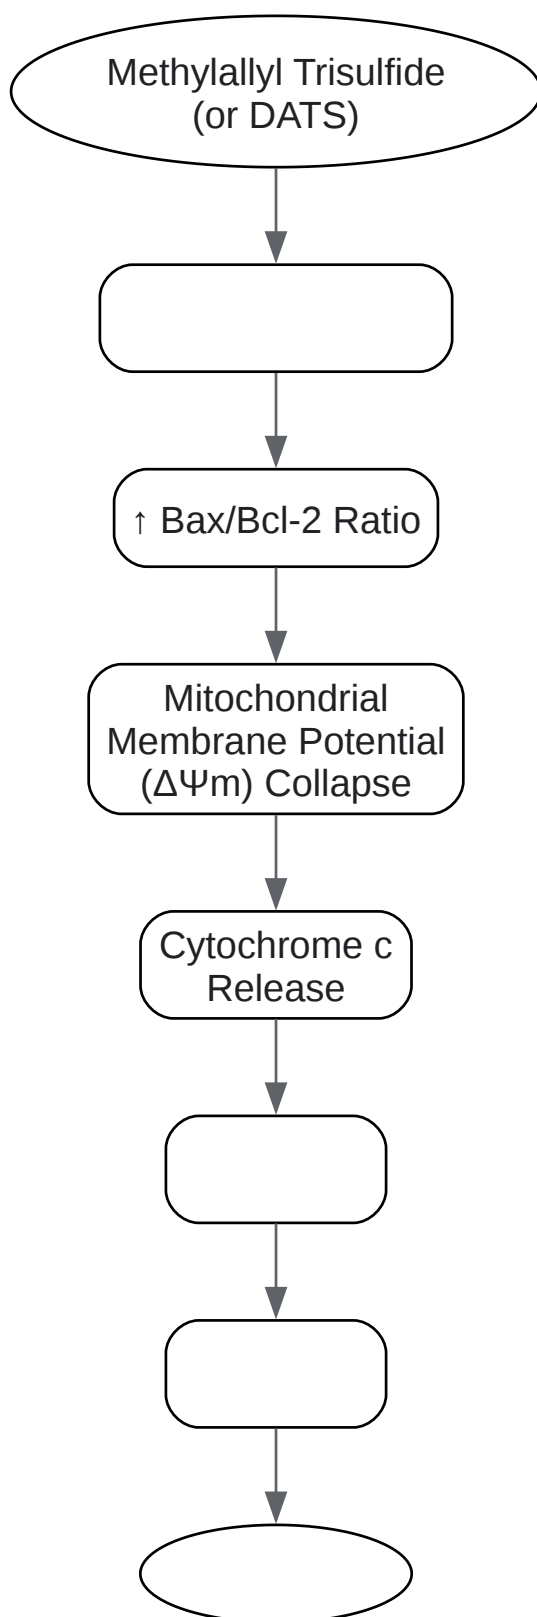 Methylallyl Trisulfide
(or DATS)
↑ Bax/Bcl-2 Ratio
Mitochondrial
Membrane Potential
(ΔΨm) Collapse
Cytochrome c
Release